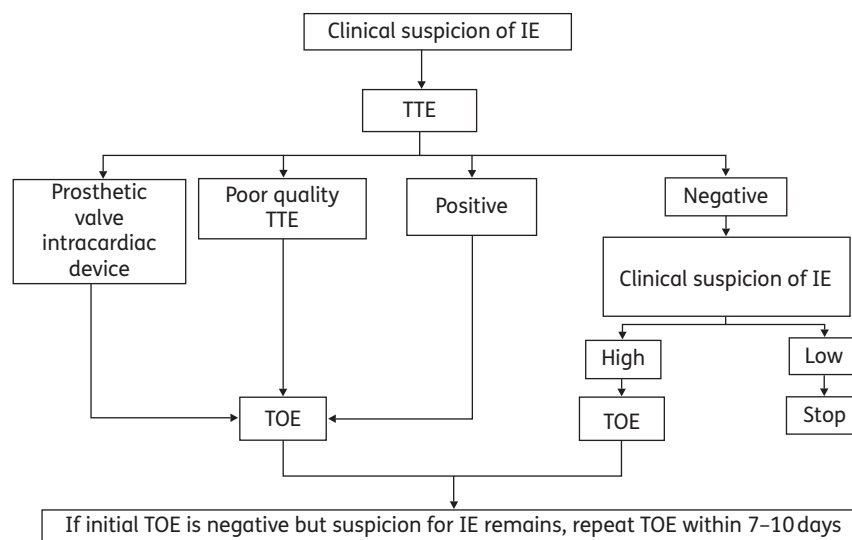 Clinical suspicion of IE
TTE
Prosthetic
valve
intracardiac
device
Poor quality
TTE
Positive
Negative
Clinical suspicion of IE
High
Low
TOE
TOE
Stop
If initial TOE is negative but suspicion for IE remains, repeat TOE within 7–10 days